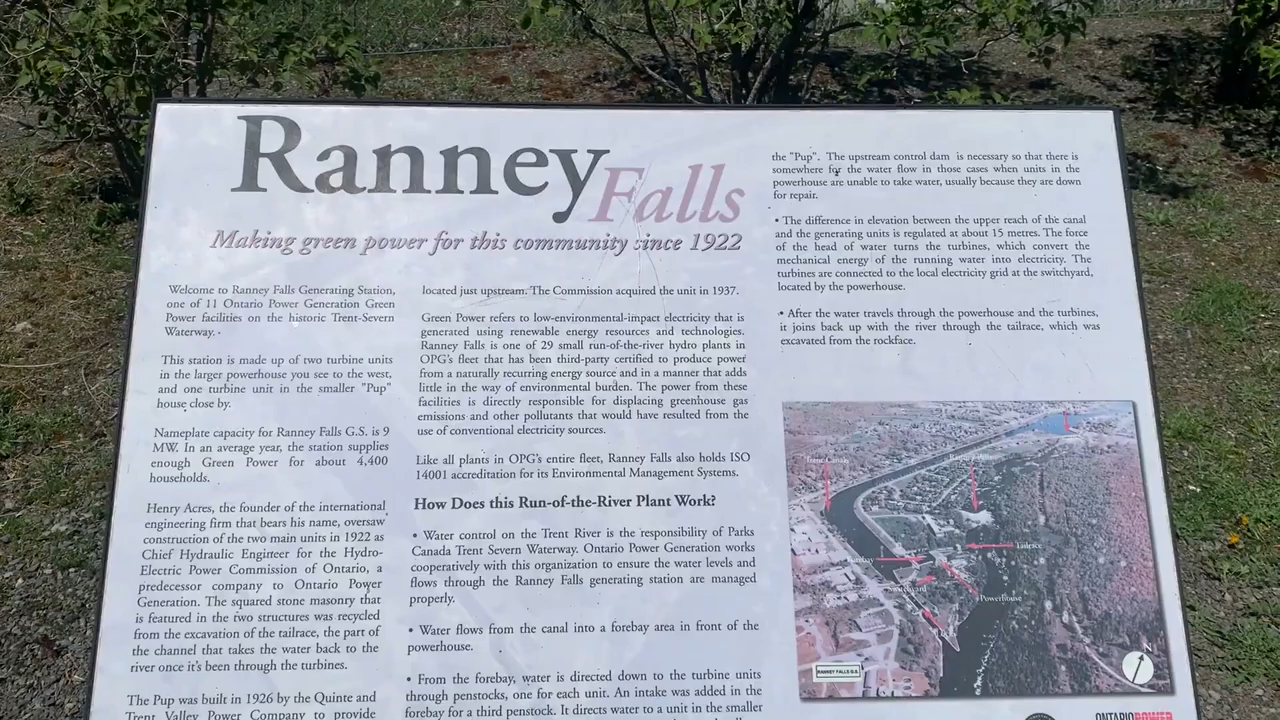 Ranney
Falls
Making green power for this community since 1922
Welcome to Ranney Falls Generating Station,
one of 11 Ontario Power Generation Green
Power facilities on the historic Trent-Severn
Waterway.
This station is made up of two turbine units
in the larger powerhouse you see to the west,
and one turbine unit in the smaller "Pup"
house close by.
Nameplate capacity for Ranney Falls G.S. is 9
MW. In an average year, the station supplies
enough Green Power for about 4,400
households.
Henry Acres, the founder of the international
engineering firm that bears his name, oversaw
construction of the two main units in 1922 as
Chief Hydraulic Engineer for the Hydro-
Electric Power Commission of Ontario, a
predecessor company to Ontario Power
Generation. The squared stone masonry that
is featured in the two structures was recycled
from the excavation of the tailrace, the part of
the channel that takes the water back to the
river once it's been through the turbines.
The Pup was built in 1926 by the Quinte and
Trent Valley Power Company to provide
located just upstream. The Commission acquired the unit in 1937.
Green Power refers to low-environmental-impact electricity that is
generated using renewable energy resources and technologies.
Ranney Falls is one of 29 small run-of-the-river hydro plants in
OPG's fleet that has been third-party certified to produce power
from a naturally recurring energy source and in a manner that adds
little in the way of environmental burden. The power from these
facilities is directly responsible for displacing greenhouse gas
emissions and other pollutants that would have resulted from the
use of conventional electricity sources.
Like all plants in OPG's entire fleet, Ranney Falls also holds ISO
14001 accreditation for its Environmental Management Systems.
How Does this Run-of-the-River Plant Work?
• Water control on the Trent River is the responsibility of Parks
Canada Trent Severn Waterway. Ontario Power Generation works
cooperatively with this organization to ensure the water levels and
flows through the Ranney Falls generating station are managed
properly.
• Water flows from the canal into a forebay area in front of the
powerhouse.
• From the forebay, water is directed down to the turbine units
through penstocks, one for each unit. An intake was added in the
forebay for a third penstock. It directs water to a unit in the smaller
the "Pup". The upstream control dam is necessary so that there is
somewhere for the water flow in those cases when units in the
powerhouse are unable to take water, usually because they are down
for repair.
• The difference in elevation between the upper reach of the canal
and the generating units is regulated at about 15 metres. The force
of the head of water turns the turbines, which convert the
mechanical energy of the running water into electricity. The
turbines are connected to the local electricity grid at the switchyard,
located by the powerhouse.
• After the water travels through the powerhouse and the turbines,
it joins back up with the river through the tailrace, which was
excavated from the rockface.
Trent Canal
Tailrace
Forebay
Switchyard
Powerhouse
N
RANNEY FALLS G.S.
ONTARIOPOWER